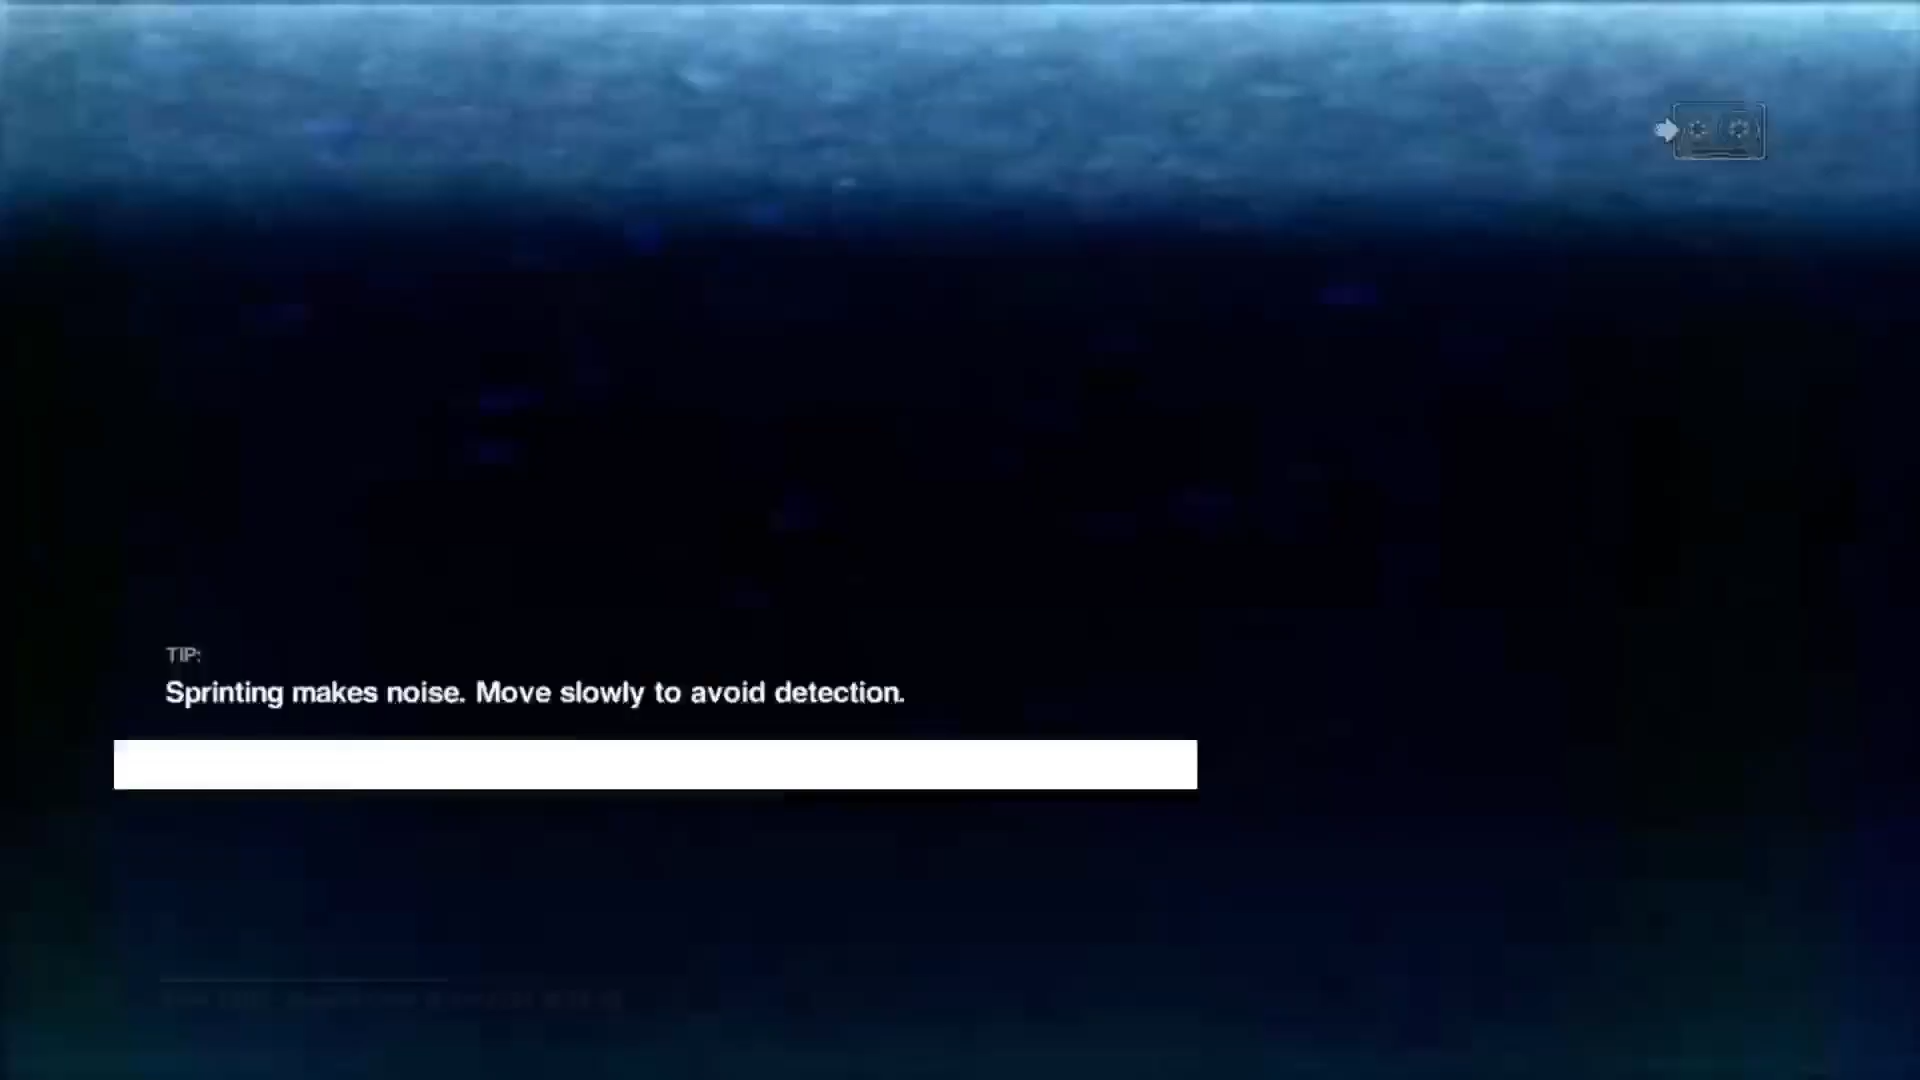 TIP:
Sprinting makes noise. Move slowly to avoid detection.